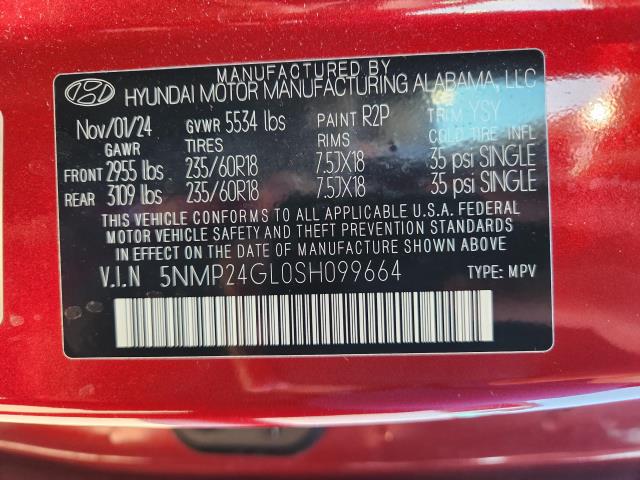 MANUFACTURED BY
HYUNDAI MOTOR MANUFACTURING ALABAMA, LLC
Nov/01/24 GVWR 5534 lbs PAINT R2P TRIM YSY
GAWR TIRES RIMS COLD TIRE INFL
FRONT 2955 lbs 235/60R18 7.5JX18 35 psi SINGLE
REAR 3109 lbs 235/60R18 7.5JX18 35 psi SINGLE
THIS VEHICLE CONFORMS TO ALL APPLICABLE U.S.A. FEDERAL
MOTOR VEHICLE SAFETY AND THEFT PREVENTION STANDARDS
IN EFFECT ON THE DATE OF MANUFACTURE SHOWN ABOVE
V.I.N 5NMP24GL0SH099664 TYPE: MPV